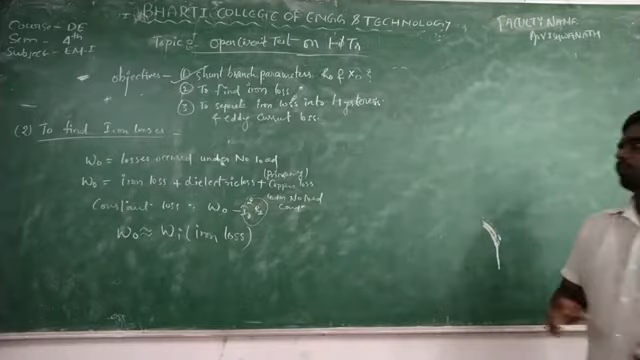 BHARTI COLLEGE OF ENGG & TECHNOLOGY
Course:- DE
Sem:- 4th
Subject:- EM-I
FACULTY NAME
Topic:- open Circuit Test on 1-Φ Tr
objectives - (1) Shunt branch parameters R₀ & X₀
(2) To find iron loss
(3) To separate iron loss into Hysteresis
& eddy current loss.
(2) To find Iron losses -
W₀ = losses occured under No load
W₀ = iron loss + dielectric loss + (primary) Copper loss
under No load
Constant loss = W₀ -
W₀ ≈ Wi (iron loss)